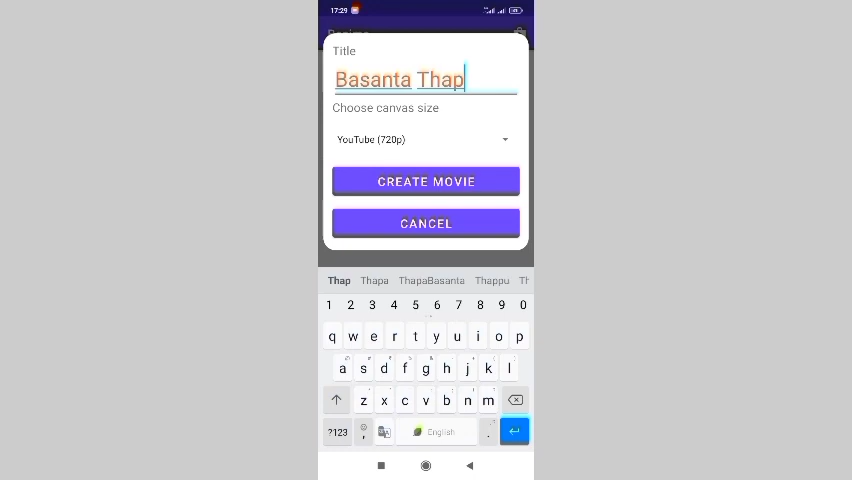 17:29
Title
Basanta Thap
Choose canvas size
YouTube (720p)
CREATE MOVIE
CANCEL
Thap Thapa ThapaBasanta Thappu Th
1 2 3 4 5 6 7 8 9 0
q w e r t y u i o p
a s d f g h j k l
z x c v b n m
?123 , English .